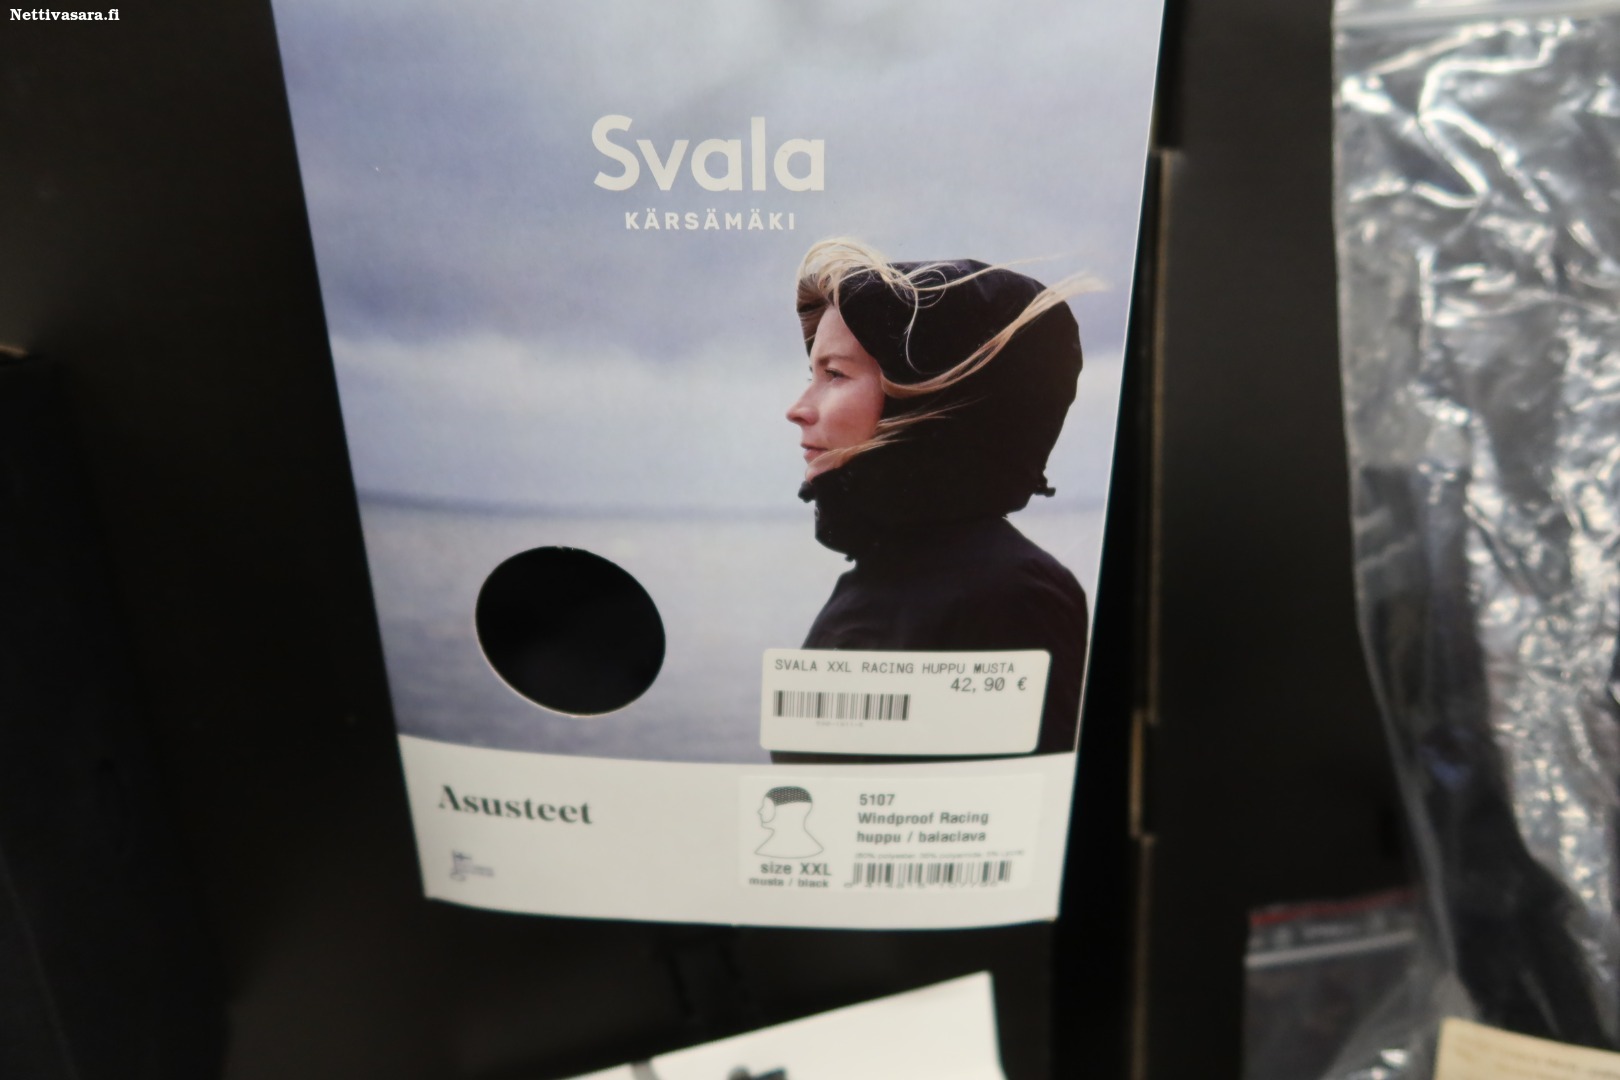 Nettivasara.fi
Svala
KÄRSÄMÄKI
SVALA XXL RACING HUPPU MUSTA
42,90 €
Asusteet
5107
Windproof Racing
huppu / balaclava
size XXL
musta / black